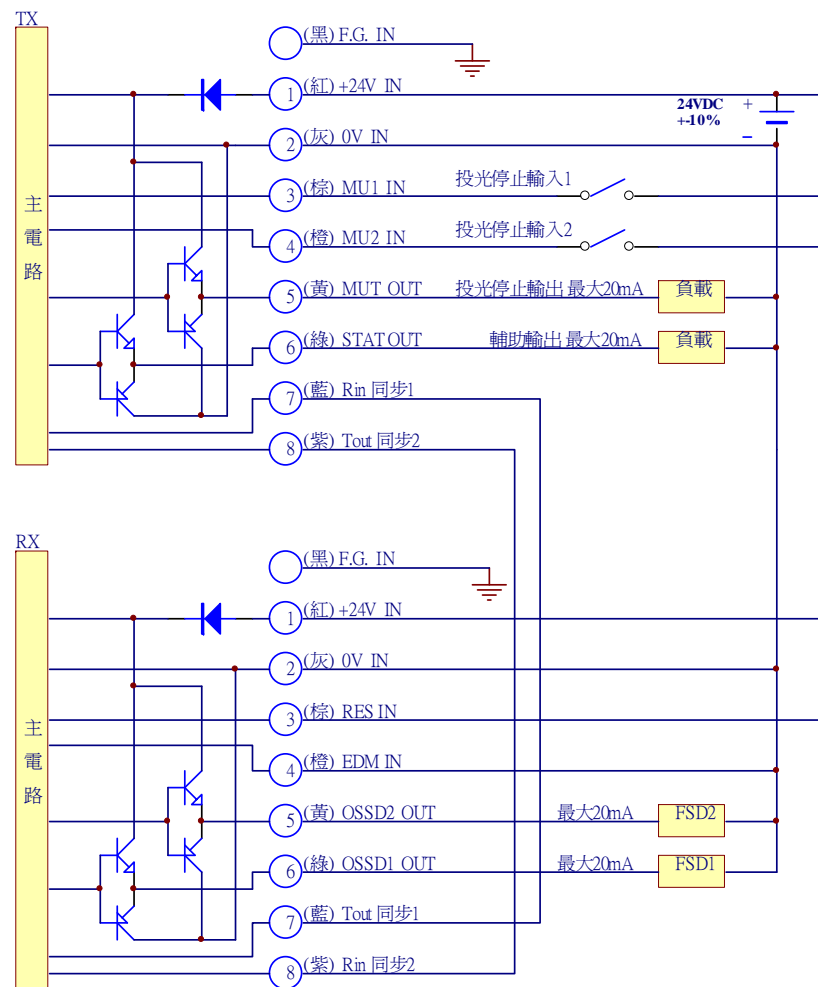 TX
(黑) F.G. IN
1 (紅) +24V IN
24VDC +
+-10%
−
2 (灰) 0V IN
3 (棕) MU1 IN 投光停止輸入1
4 (橙) MU2 IN 投光停止輸入2
主電路
5 (黃) MUT OUT 投光停止輸出 最大20mA 負載
6 (綠) STAT OUT 輔助輸出 最大20mA 負載
7 (藍) Rin 同步1
8 (紫) Tout 同步2
RX
(黑) F.G. IN
1 (紅) +24V IN
2 (灰) 0V IN
3 (棕) RES IN
主電路
4 (橙) EDM IN
5 (黃) OSSD2 OUT 最大20mA FSD2
6 (綠) OSSD1 OUT 最大20mA FSD1
7 (藍) Tout 同步1
8 (紫) Rin 同步2